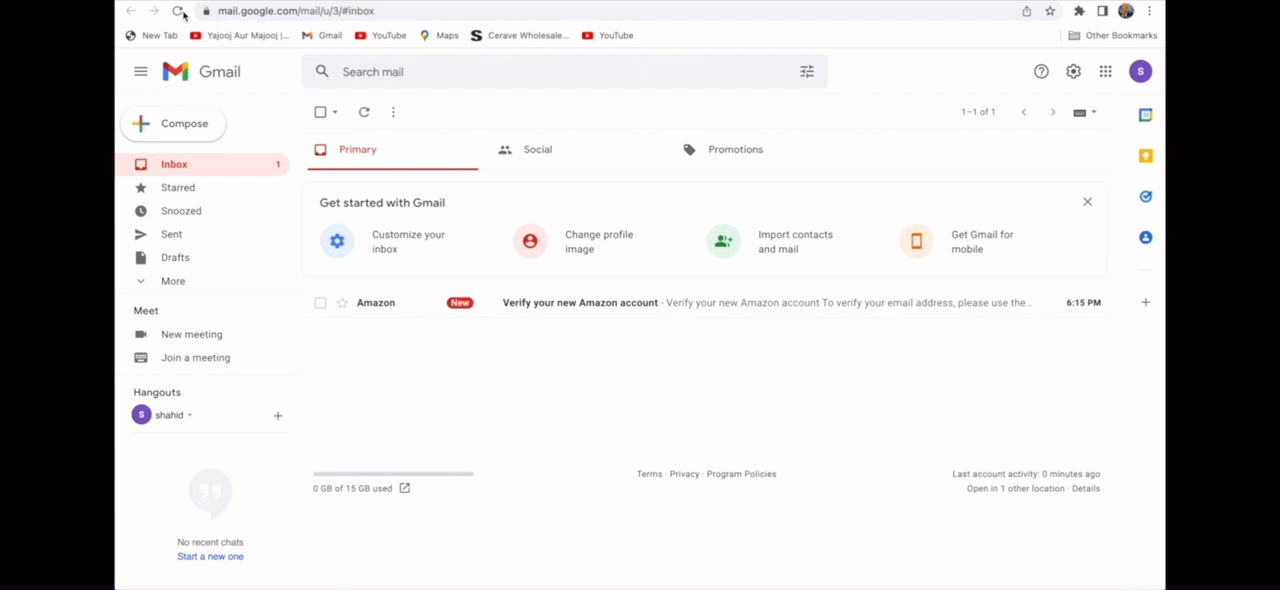 mail.google.com/mail/u/3/#inbox
New Tab Yajooj Aur Majooj |... Gmail YouTube Maps Cerave Wholesale... YouTube Other Bookmarks
Gmail Search mail S
Compose 1–1 of 1
Primary Social Promotions
Inbox 1
Starred
Snoozed
Sent
Drafts
More
Get started with Gmail
Customize your inbox
Change profile image
Import contacts and mail
Get Gmail for mobile
Amazon New Verify your new Amazon account - Verify your new Amazon account To verify your email address, please use the... 6:15 PM
Meet
New meeting
Join a meeting
Hangouts
S shahid
No recent chats
Start a new one
0 GB of 15 GB used
Terms · Privacy · Program Policies
Last account activity: 0 minutes ago
Open in 1 other location · Details